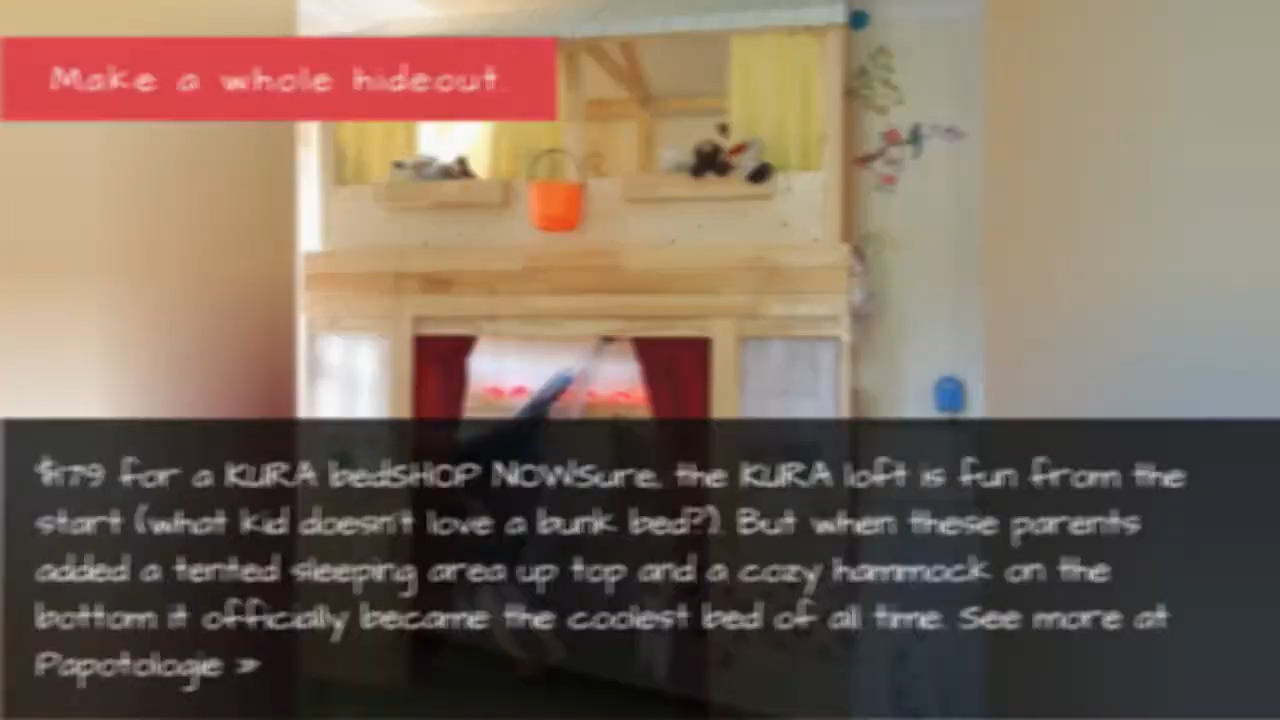 Make a whole hideout.
$179 for a KURA bedSHOP NOWSure, the KURA loft is fun from the
start (what kid doesn't love a bunk bed?). But when these parents
added a tented sleeping area up top and a cozy hammock on the
bottom it officially became the coolest bed of all time. See more at
Papotologie »